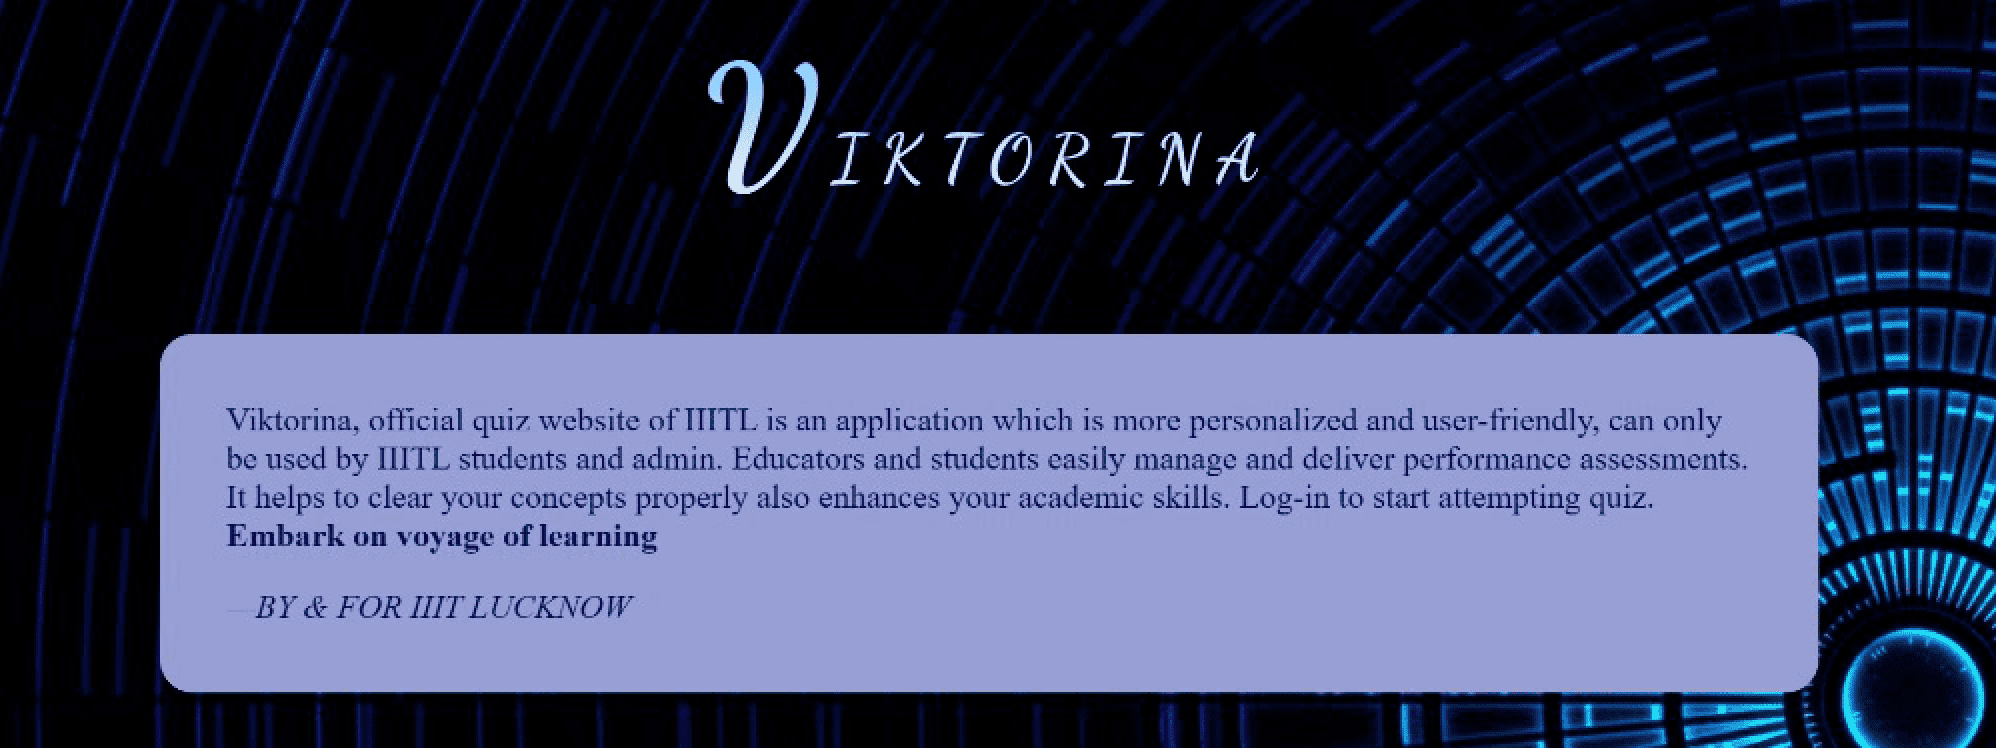 VIKTORINA
Viktorina, official quiz website of IIITL is an application which is more personalized and user-friendly, can only
be used by IIITL students and admin. Educators and students easily manage and deliver performance assessments.
It helps to clear your concepts properly also enhances your academic skills. Log-in to start attempting quiz.
Embark on voyage of learning
—BY & FOR IIIT LUCKNOW